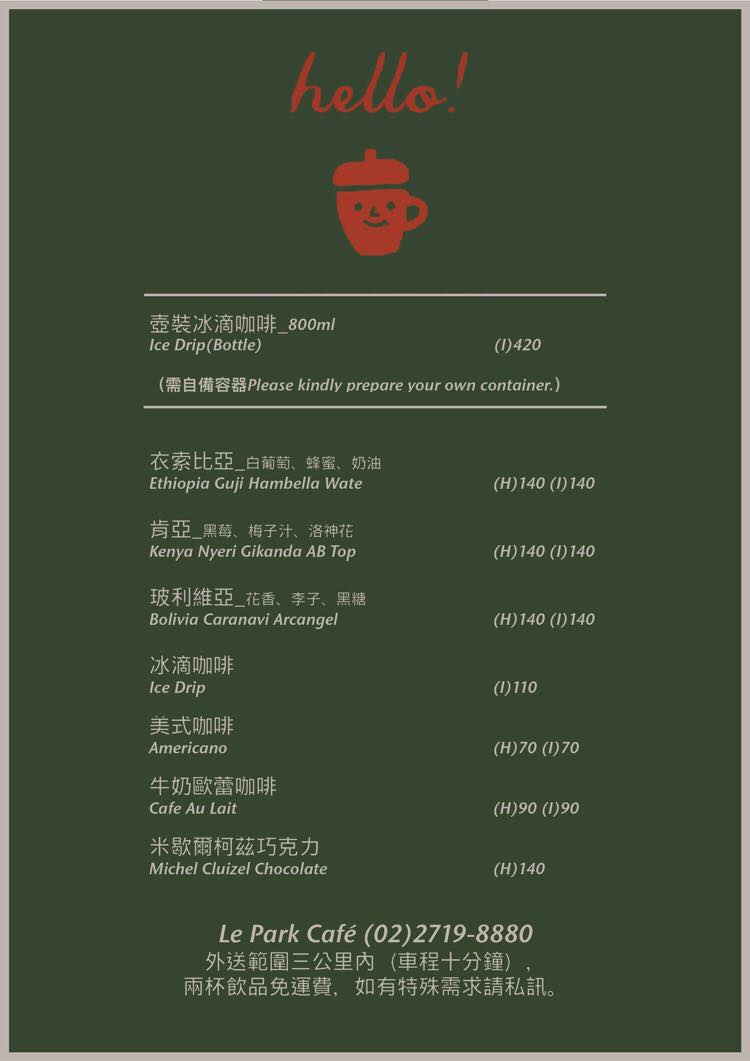 hello!
壺裝冰滴咖啡_800ml
Ice Drip(Bottle) (I)420
（需自備容器Please kindly prepare your own container.）
衣索比亞_白葡萄、蜂蜜、奶油
Ethiopia Guji Hambella Wate (H)140 (I)140
肯亞_黑莓、梅子汁、洛神花
Kenya Nyeri Gikanda AB Top (H)140 (I)140
玻利維亞_花香、李子、黑糖
Bolivia Caranavi Arcangel (H)140 (I)140
冰滴咖啡
Ice Drip (I)110
美式咖啡
Americano (H)70 (I)70
牛奶歐蕾咖啡
Cafe Au Lait (H)90 (I)90
米歇爾柯茲巧克力
Michel Cluizel Chocolate (H)140
Le Park Café (02)2719-8880
外送範圍三公里內（車程十分鐘），
兩杯飲品免運費，如有特殊需求請私訊。